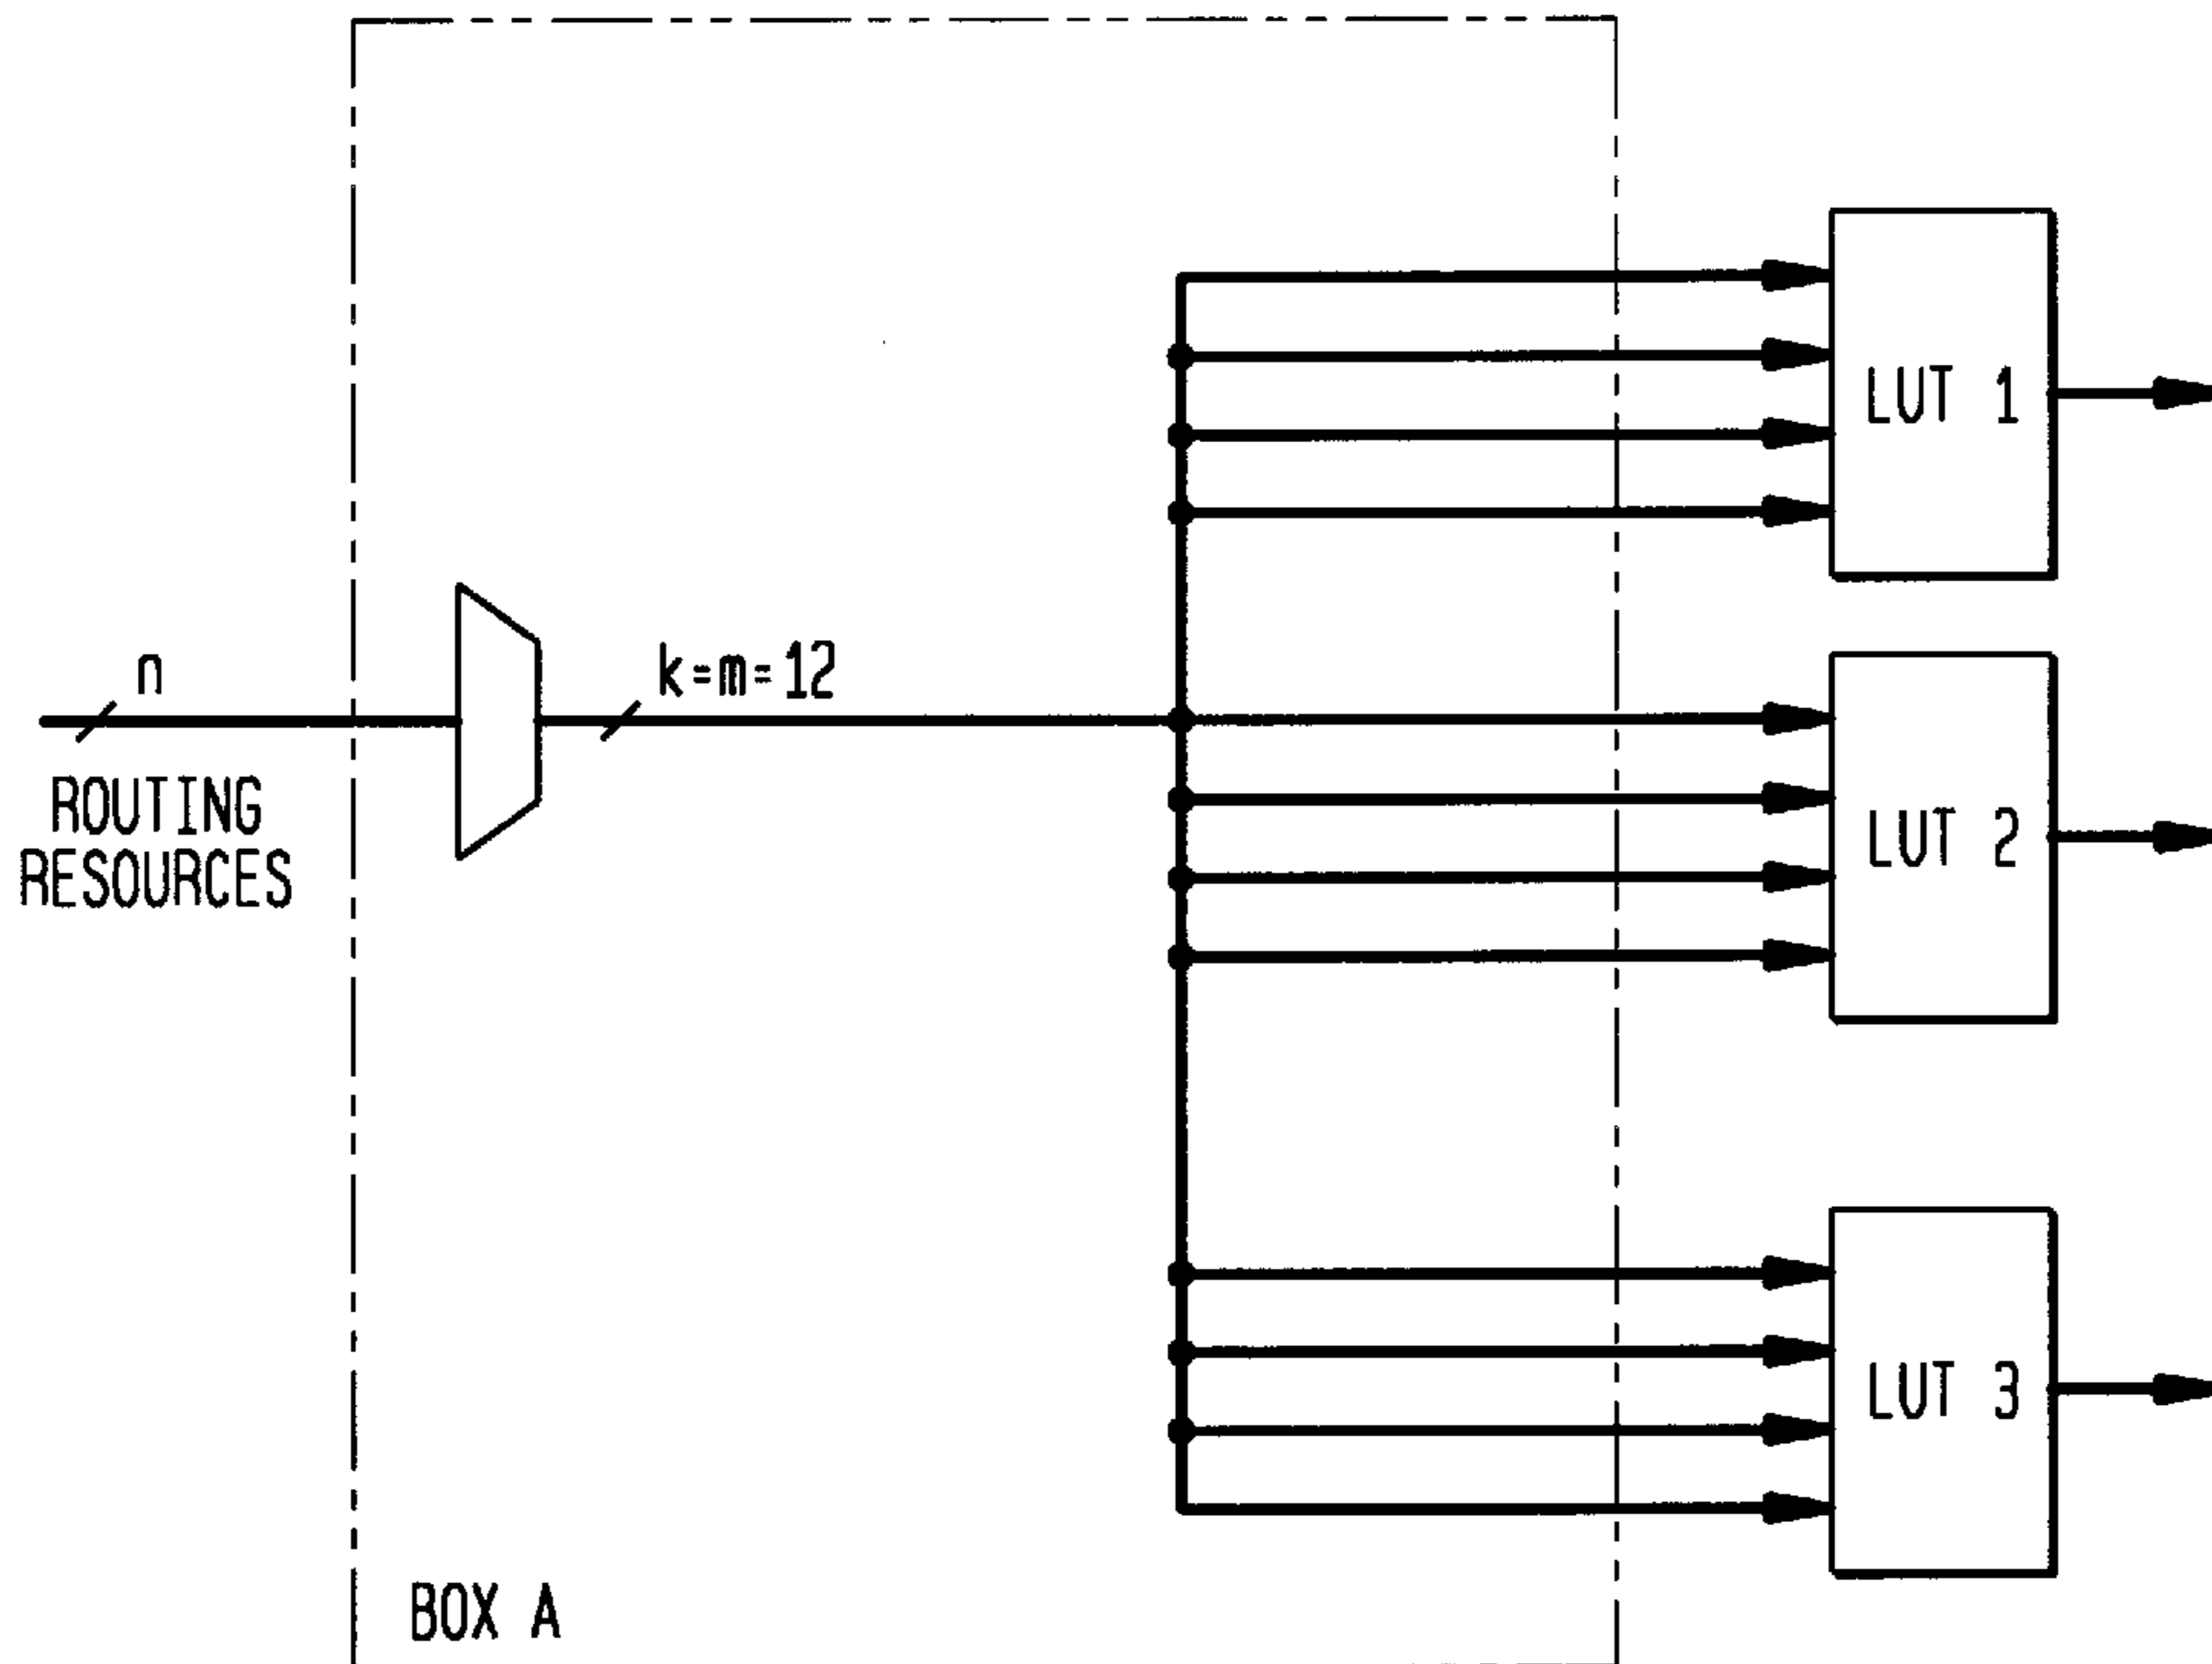 n
k=m=12
ROUTING
RESOURCES
LUT 1
LUT 2
LUT 3
BOX A